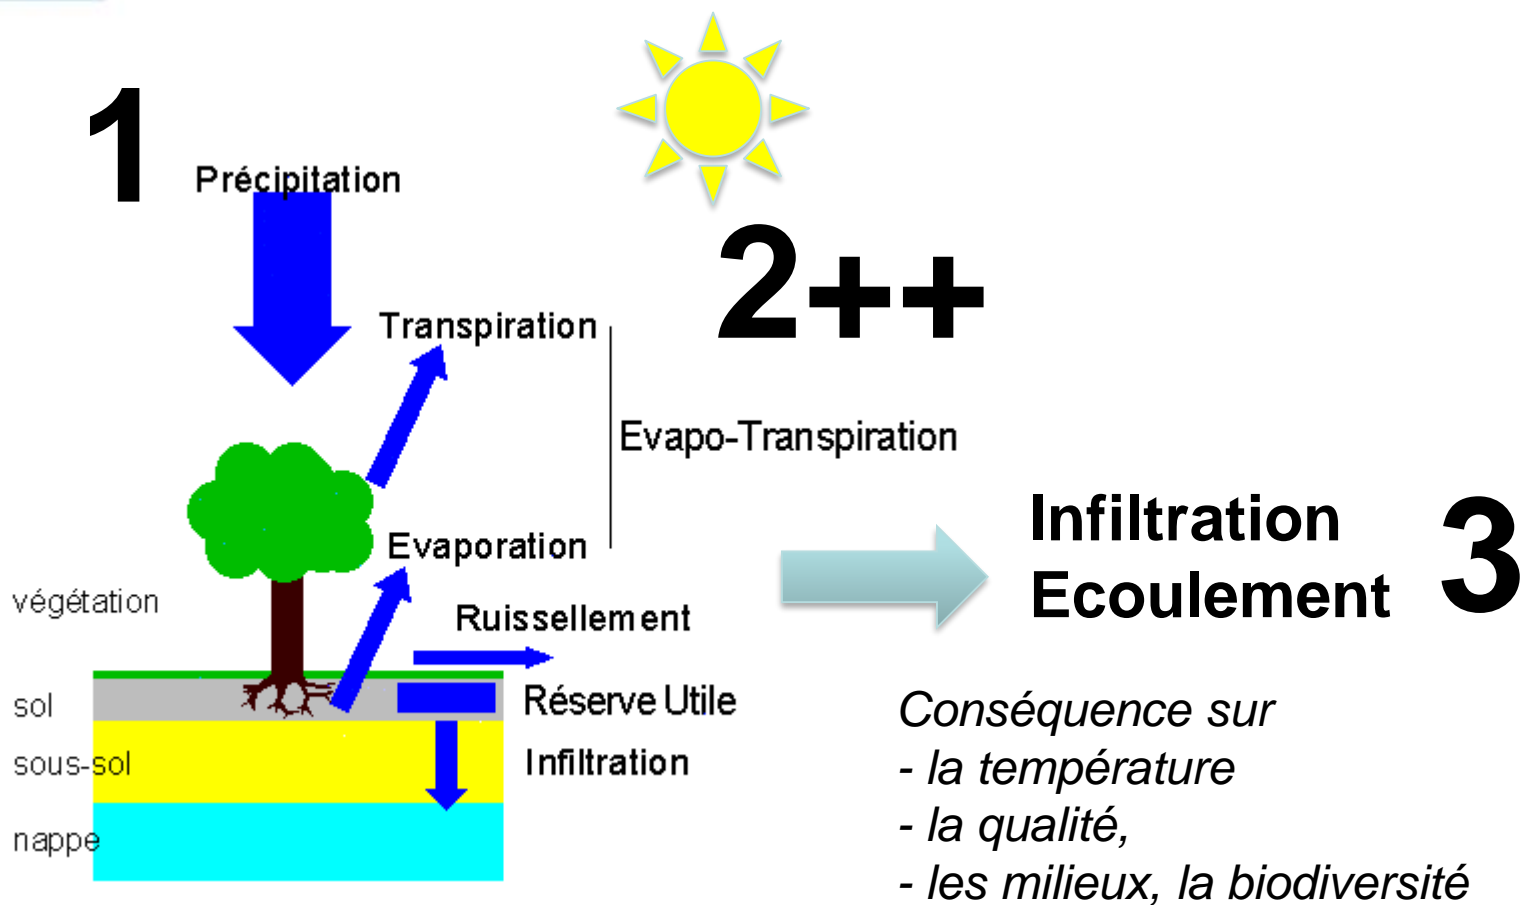 1
Précipitation
2++
Transpiration
Evapo-Transpiration
Evaporation
végétation
Ruissellement
sol
Réserve Utile
sous-sol
Infiltration
nappe
Infiltration
Ecoulement
3
Conséquence sur
- la température
- la qualité,
- les milieux, la biodiversité